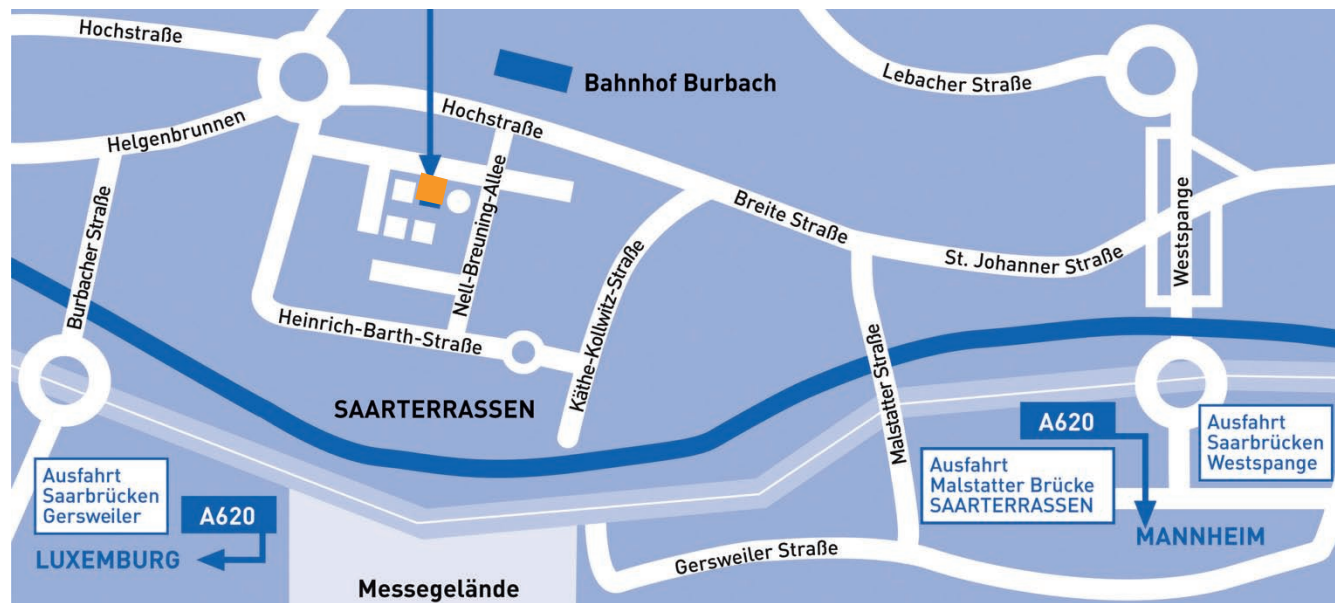 Hochstraße
Lebacher Straße
Bahnhof Burbach
Hochstraße
Helgenbrunnen
Nell-Breuning-Allee
Breite Straße
Westspange
Burbacher Straße
Käthe-Kollwitz-Straße
St. Johanner Straße
Heinrich-Barth-Straße
Malstatter Straße
SAARTERRASSEN
A620
Ausfahrt
Saarbrücken
Westspange
Ausfahrt
Saarbrücken
Gersweiler
A620
Ausfahrt
Malstatter Brücke
SAARTERRASSEN
LUXEMBURG
MANNHEIM
Gersweiler Straße
Messegelände